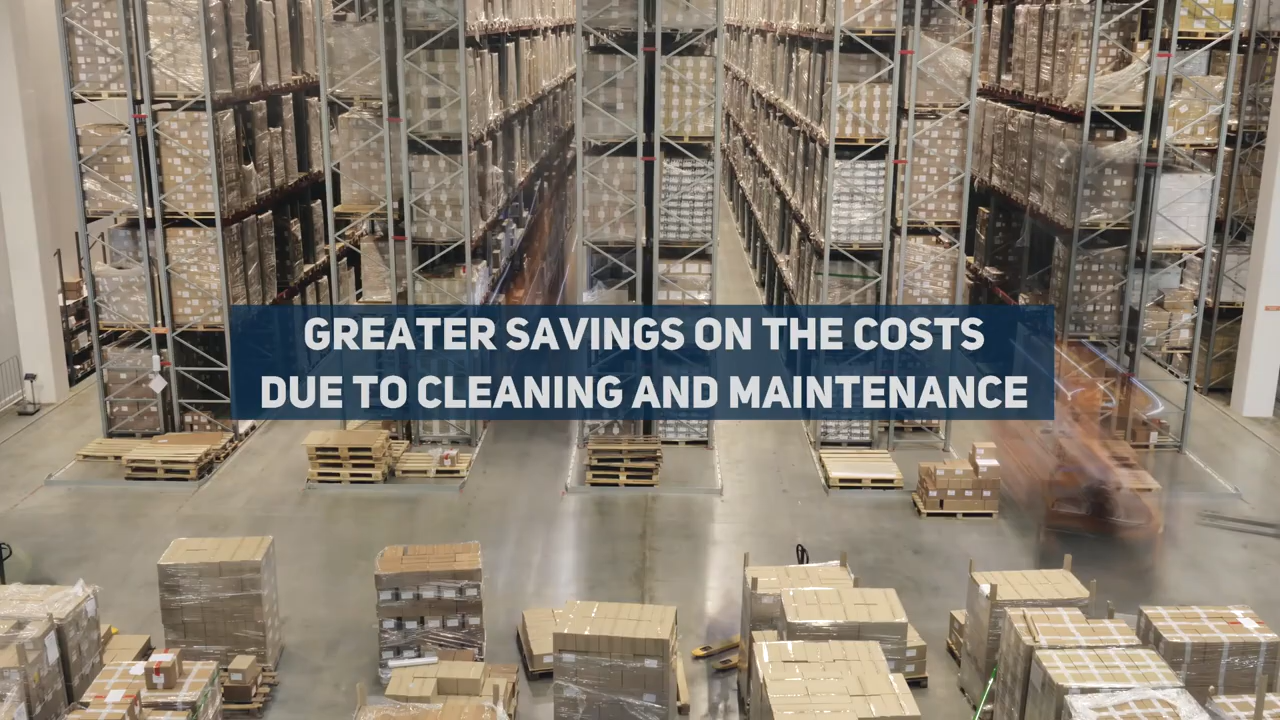 GREATER SAVINGS ON THE COSTS
DUE TO CLEANING AND MAINTENANCE